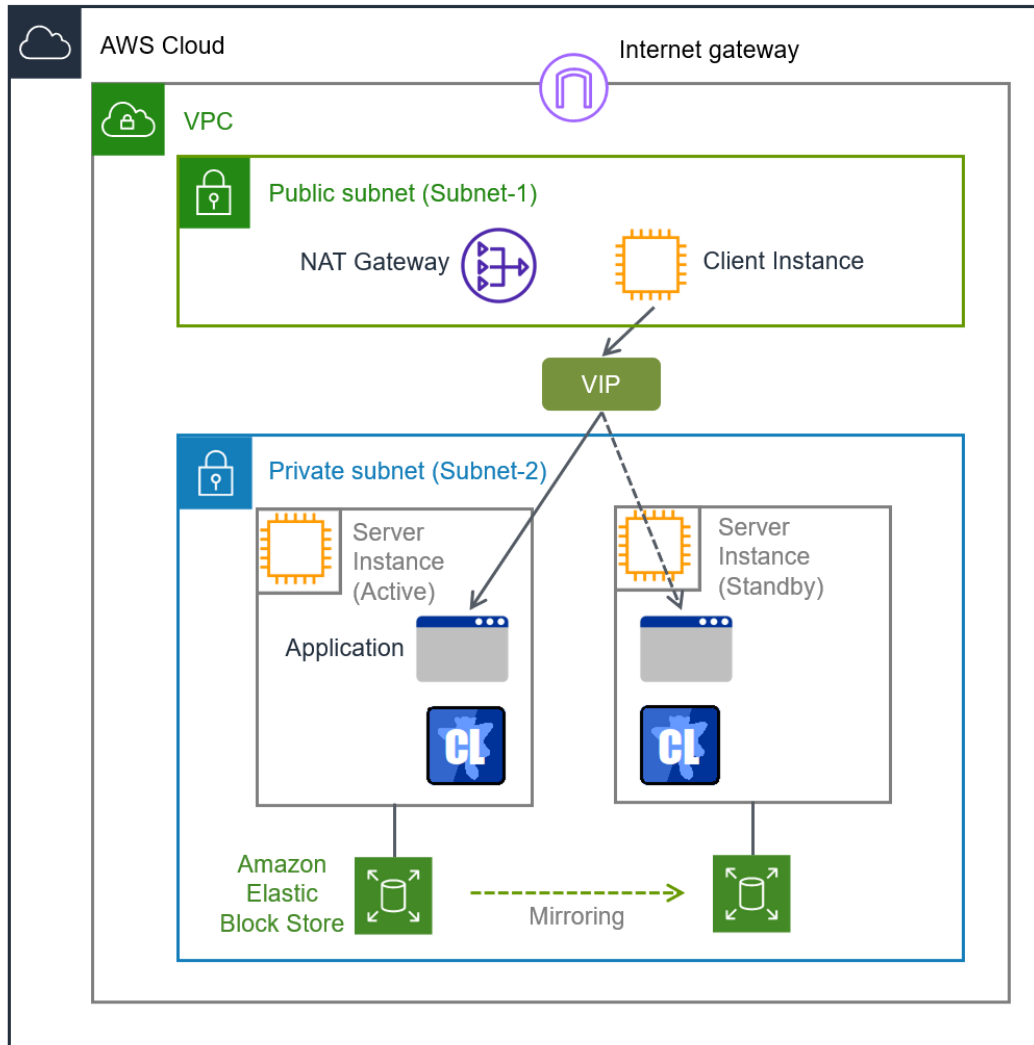 AWS Cloud
Internet gateway
VPC
Public subnet (Subnet-1)
NAT Gateway
Client Instance
VIP
Private subnet (Subnet-2)
Server
Instance
(Active)
Server
Instance
(Standby)
Application
CL
CL
Amazon
Elastic
Block Store
Mirroring